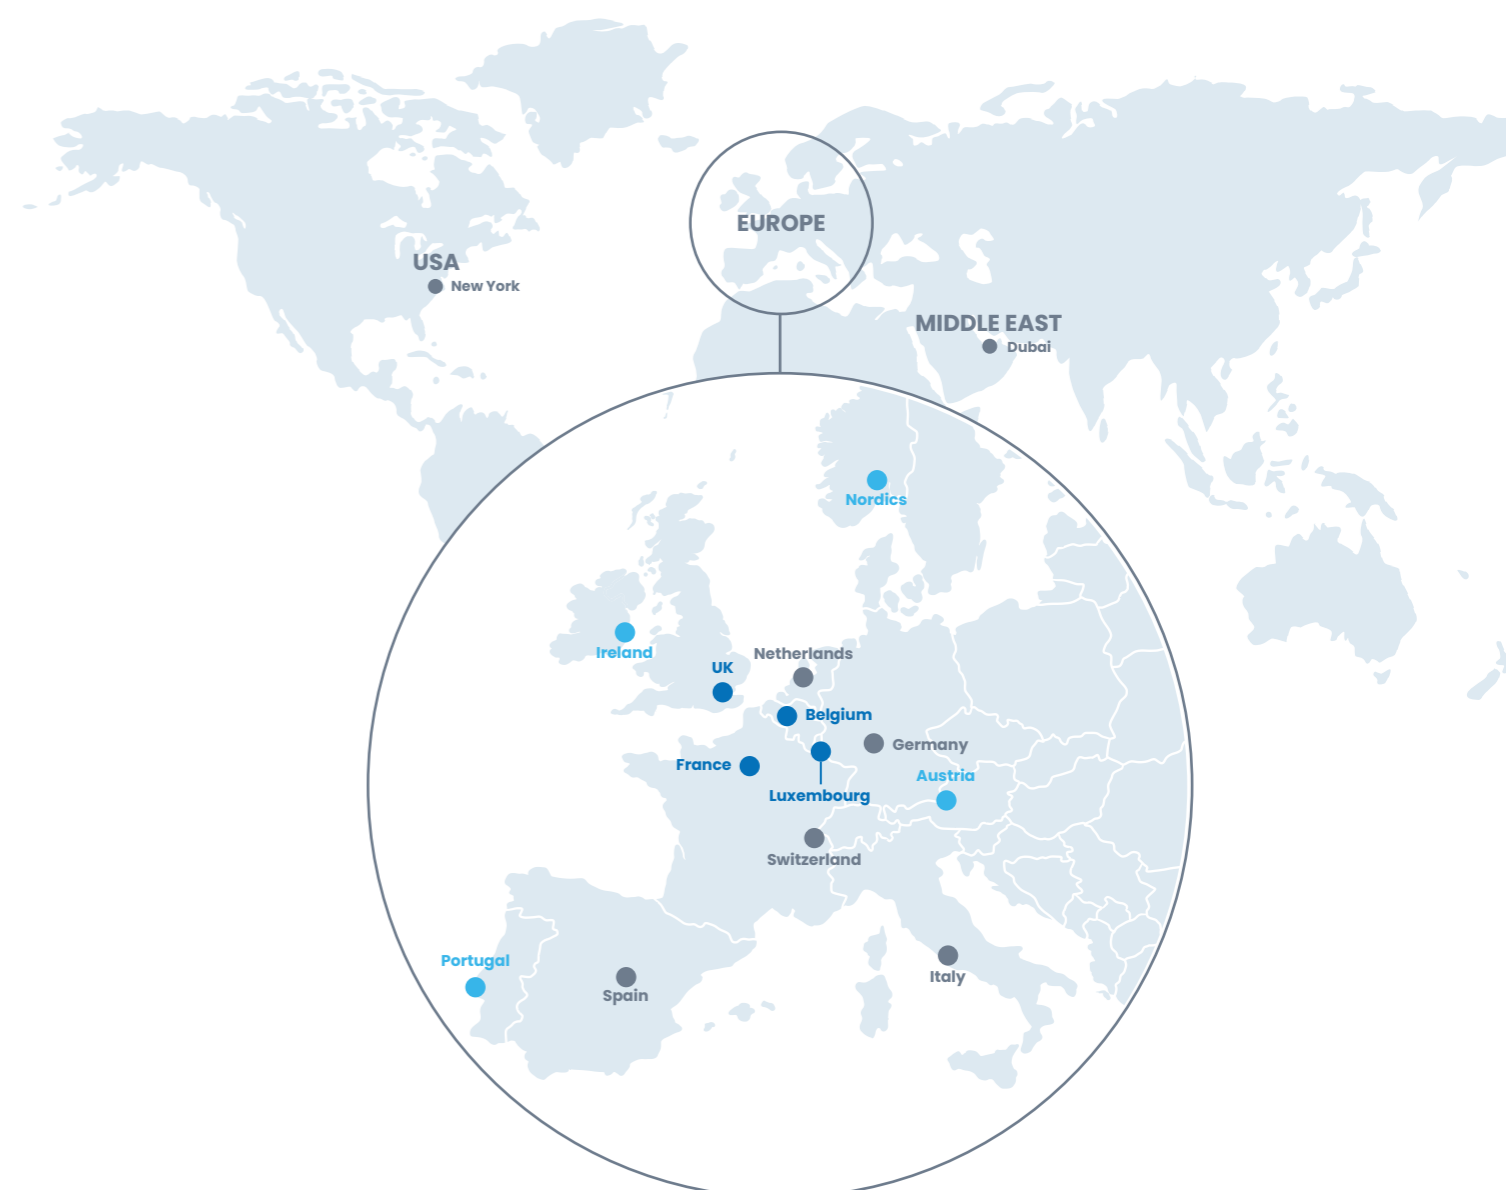 EUROPE
USA
New York
MIDDLE EAST
Dubai
Nordics
Ireland
Netherlands
UK
Belgium
Germany
France
Austria
Luxembourg
Switzerland
Portugal
Spain
Italy